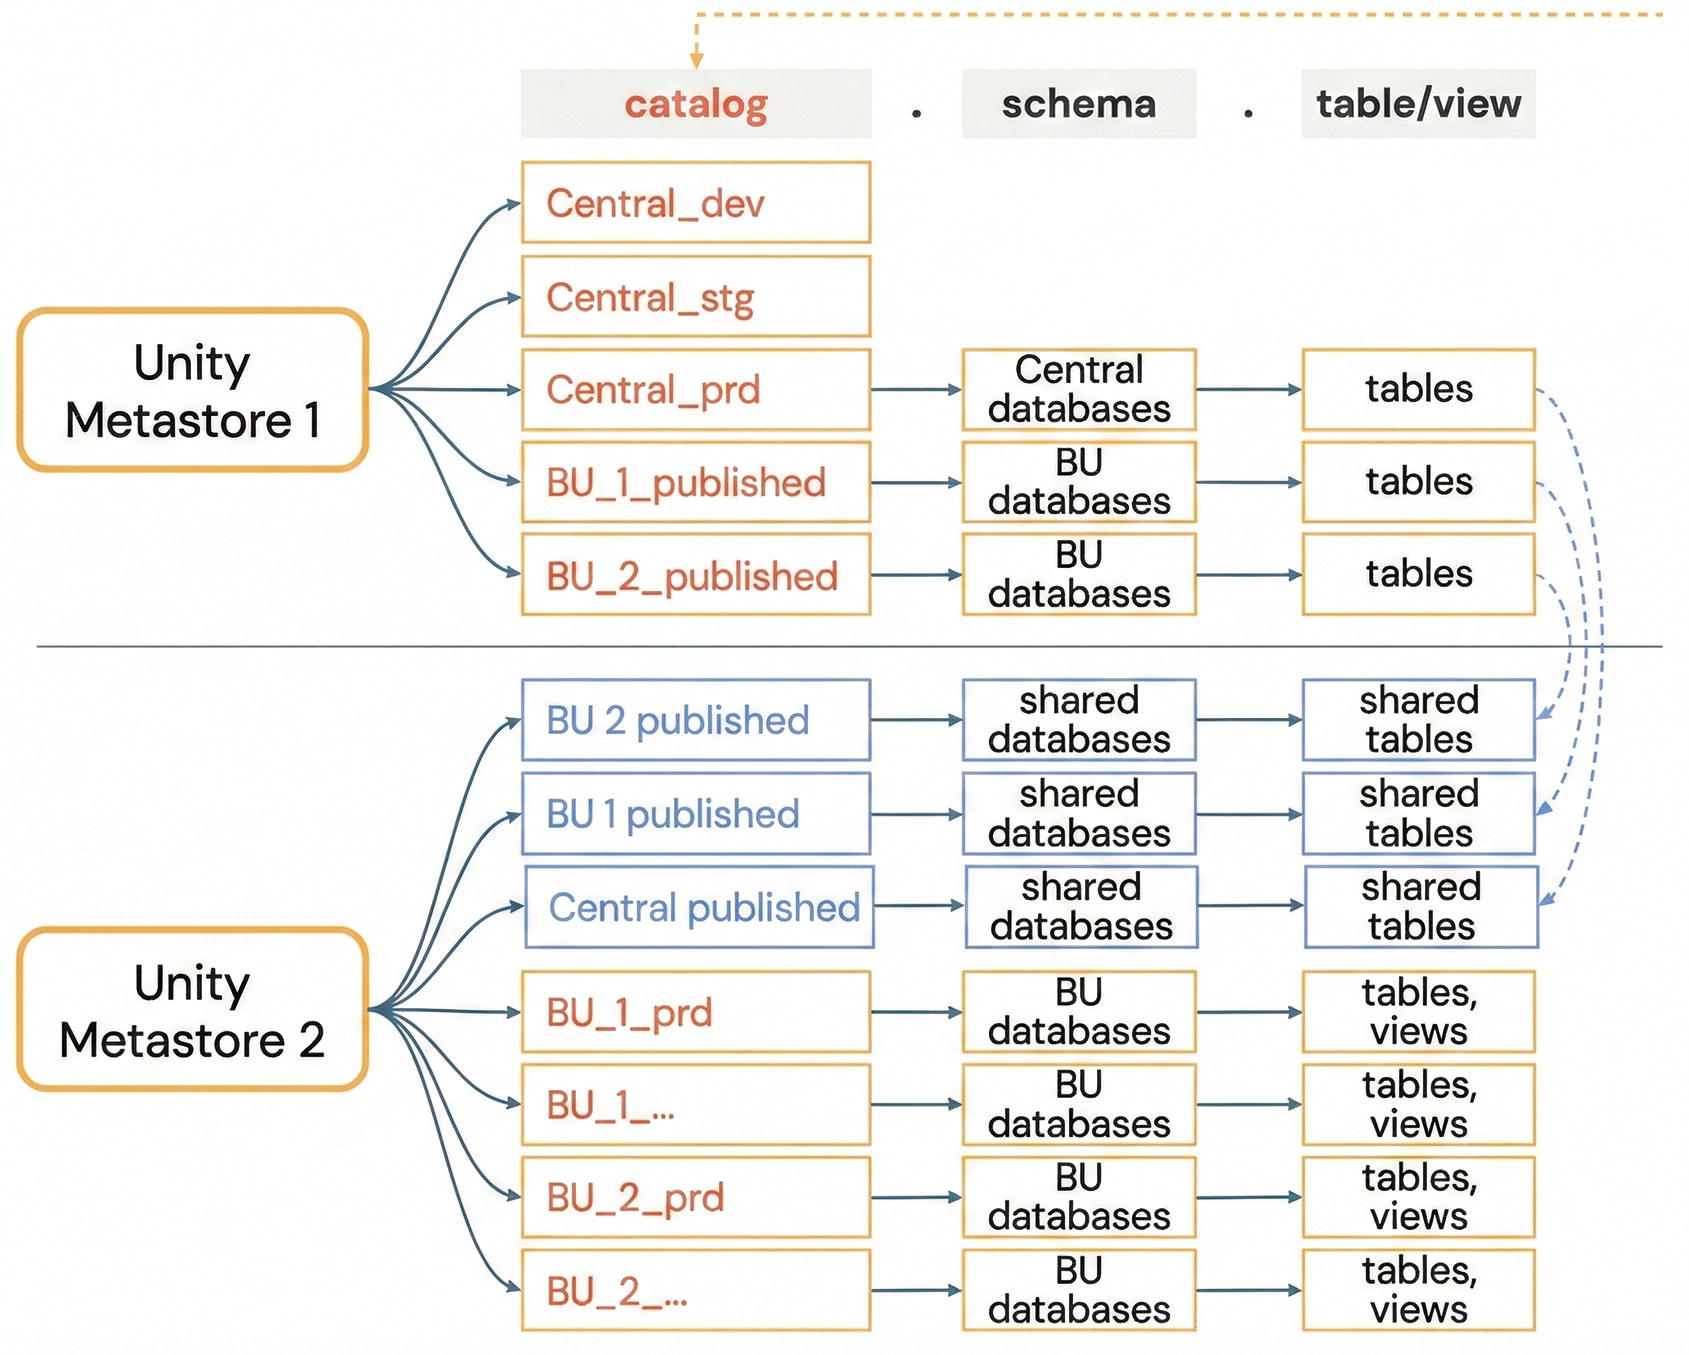 catalog . schema . table/view
Central_dev
Central_stg
Unity
Metastore 1
Central_prd
Central
databases
tables
BU_1_published
BU
databases
tables
BU_2_published
BU
databases
tables
BU 2 published
shared
databases
shared
tables
BU 1 published
shared
databases
shared
tables
Central published
shared
databases
shared
tables
Unity
Metastore 2
BU_1_prd
BU
databases
tables,
views
BU_1_...
BU
databases
tables,
views
BU_2_prd
BU
databases
tables,
views
BU_2_...
BU
databases
tables,
views